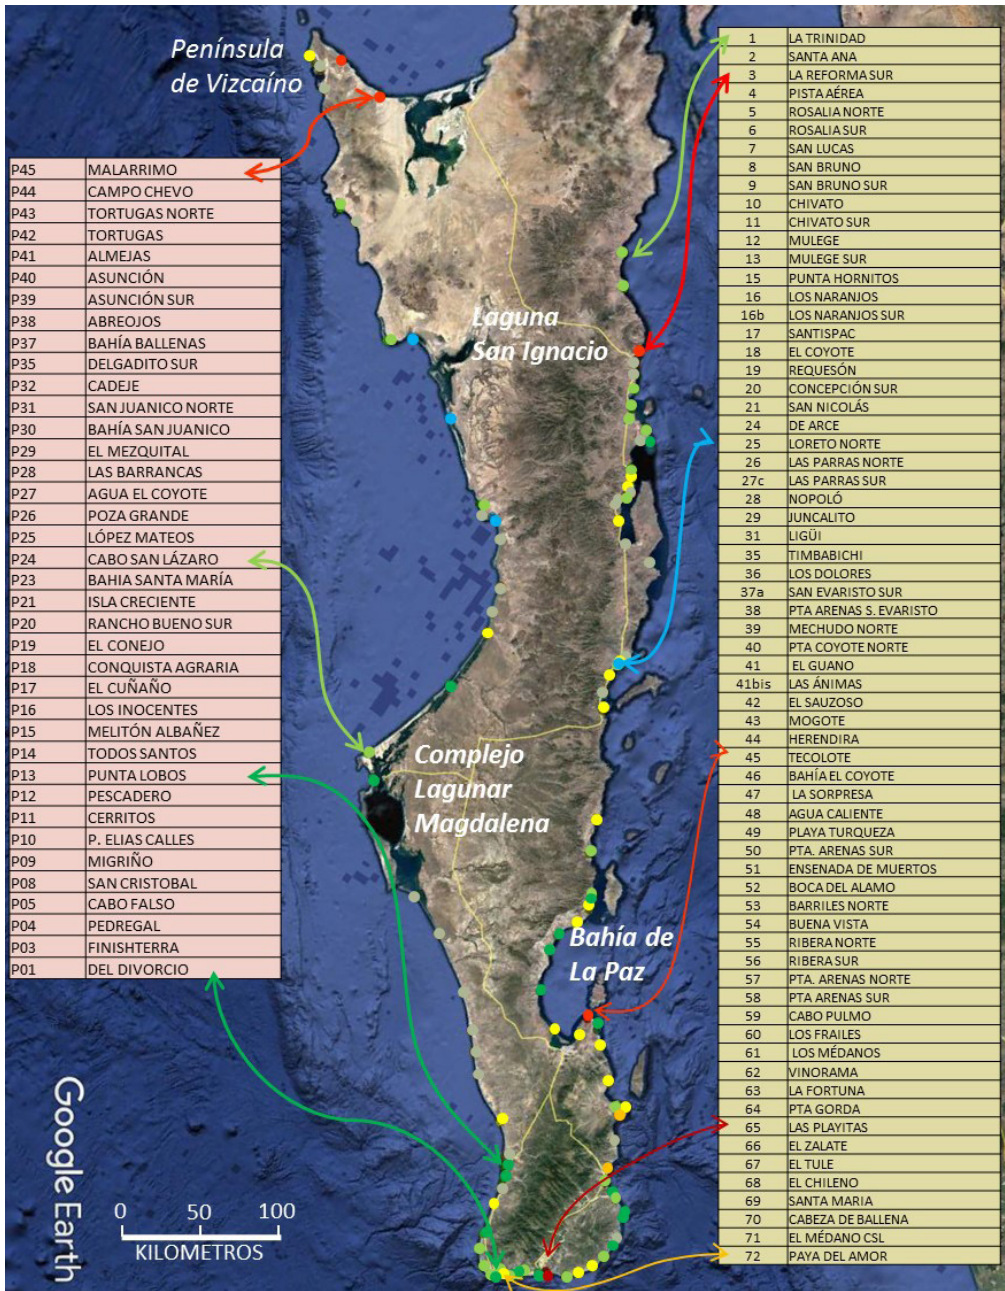 Península
de Vizcaíno
P45 MALARRIMO
P44 CAMPO CHEVO
P43 TORTUGAS NORTE
P42 TORTUGAS
P41 ALMEJAS
P40 ASUNCIÓN
P39 ASUNCIÓN SUR
P38 ABREOJOS
P37 BAHÍA BALLENAS
P35 DELGADITO SUR
P32 CADEJE
P31 SAN JUANICO NORTE
P30 BAHÍA SAN JUANICO
P29 EL MEZQUITAL
P28 LAS BARRANCAS
P27 AGUA EL COYOTE
P26 POZA GRANDE
P25 LÓPEZ MATEOS
P24 CABO SAN LÁZARO
P23 BAHIA SANTA MARÍA
P21 ISLA CRECIENTE
P20 RANCHO BUENO SUR
P19 EL CONEJO
P18 CONQUISTA AGRARIA
P17 EL CUÑAÑO
P16 LOS INOCENTES
P15 MELITÓN ALBAÑEZ
P14 TODOS SANTOS
P13 PUNTA LOBOS
P12 PESCADERO
P11 CERRITOS
P10 P. ELIAS CALLES
P09 MIGRIÑO
P08 SAN CRISTOBAL
P05 CABO FALSO
P04 PEDREGAL
P03 FINISHTERRA
P01 DEL DIVORCIO
Laguna
San Ignacio
Complejo
Lagunar
Magdalena
Bahía de
La Paz
1 LA TRINIDAD
2 SANTA ANA
3 LA REFORMA SUR
4 PISTA AÉREA
5 ROSALIA NORTE
6 ROSALIA SUR
7 SAN LUCAS
8 SAN BRUNO
9 SAN BRUNO SUR
10 CHIVATO
11 CHIVATO SUR
12 MULEGE
13 MULEGE SUR
15 PUNTA HORNITOS
16 LOS NARANJOS
16b LOS NARANJOS SUR
17 SANTISPAC
18 EL COYOTE
19 REQUESÓN
20 CONCEPCIÓN SUR
21 SAN NICOLÁS
24 DE ARCE
25 LORETO NORTE
26 LAS PARRAS NORTE
27c LAS PARRAS SUR
28 NOPOLÓ
29 JUNCALITO
31 LIGÜI
35 TIMBABICHI
36 LOS DOLORES
37a SAN EVARISTO SUR
38 PTA ARENAS S. EVARISTO
39 MECHUDO NORTE
40 PTA COYOTE NORTE
41 EL GUANO
41bis LAS ÁNIMAS
42 EL SAUZOSO
43 MOGOTE
44 HERENDIRA
45 TECOLOTE
46 BAHÍA EL COYOTE
47 LA SORPRESA
48 AGUA CALIENTE
49 PLAYA TURQUEZA
50 PTA. ARENAS SUR
51 ENSENADA DE MUERTOS
52 BOCA DEL ALAMO
53 BARRILES NORTE
54 BUENA VISTA
55 RIBERA NORTE
56 RIBERA SUR
57 PTA. ARENAS NORTE
58 PTA ARENAS SUR
59 CABO PULMO
60 LOS FRAILES
61 LOS MÉDANOS
62 VINORAMA
63 LA FORTUNA
64 PTA GORDA
65 LAS PLAYITAS
66 EL ZALATE
67 EL TULE
68 EL CHILENO
69 SANTA MARIA
70 CABEZA DE BALLENA
71 EL MÉDANO CSL
72 PAYA DEL AMOR
Google Earth
0 50 100
KILOMETROS